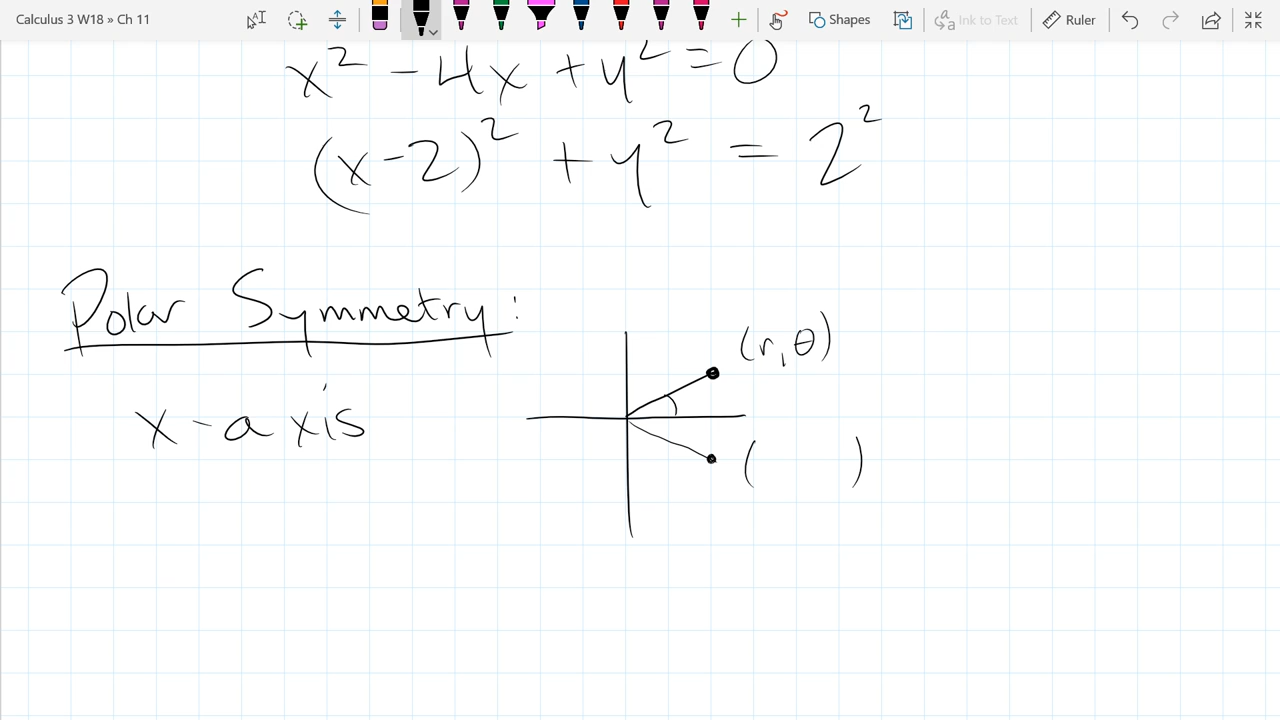 Calculus 3 W18 » Ch 11
Ink to Text
Shapes
Ruler
x² - 4x + y² = 0
(x-2)² + y² = 2²
Polar Symmetry:
(r, θ)
x-axis
( )